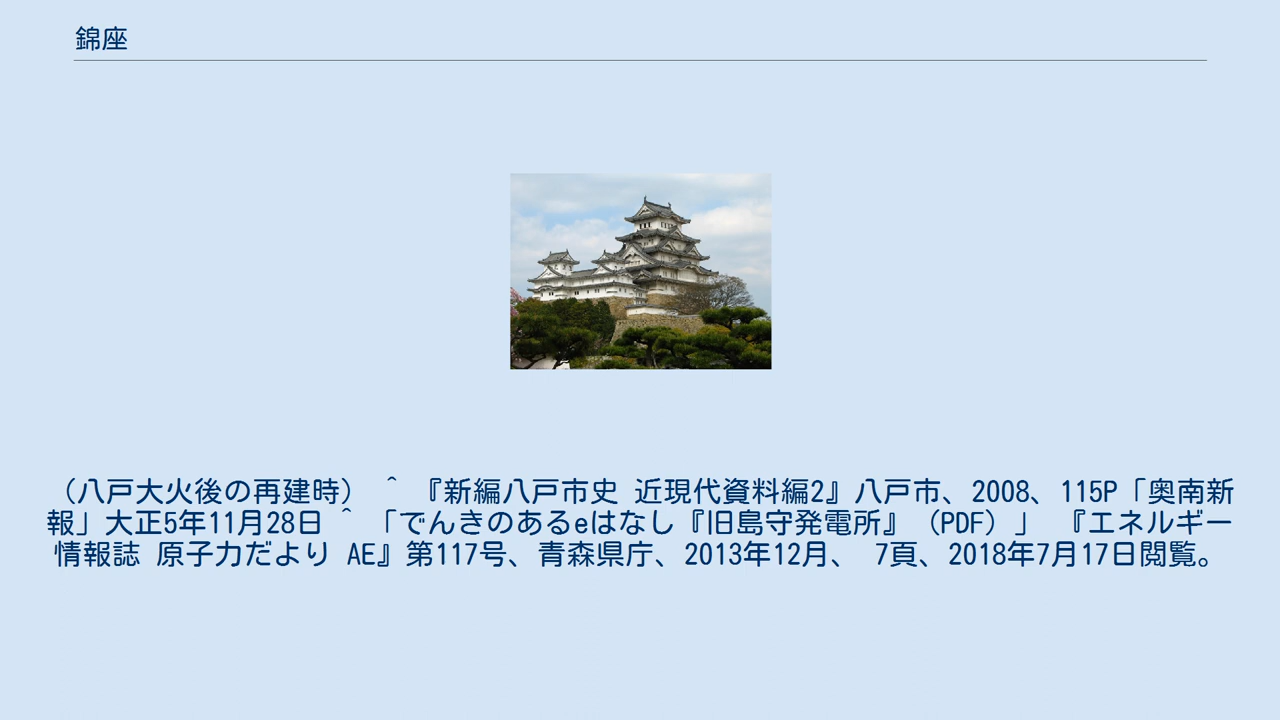 錦座
（八戸大火後の再建時） ^ 『新編八戸市史 近現代資料編2』八戸市、2008、115P「奥南新
報」大正5年11月28日 ^ 「でんきのあるeはなし『旧島守発電所』（PDF）」 『エネルギー
情報誌 原子力だより AE』第117号、青森県庁、2013年12月、 7頁、2018年7月17日閲覧。